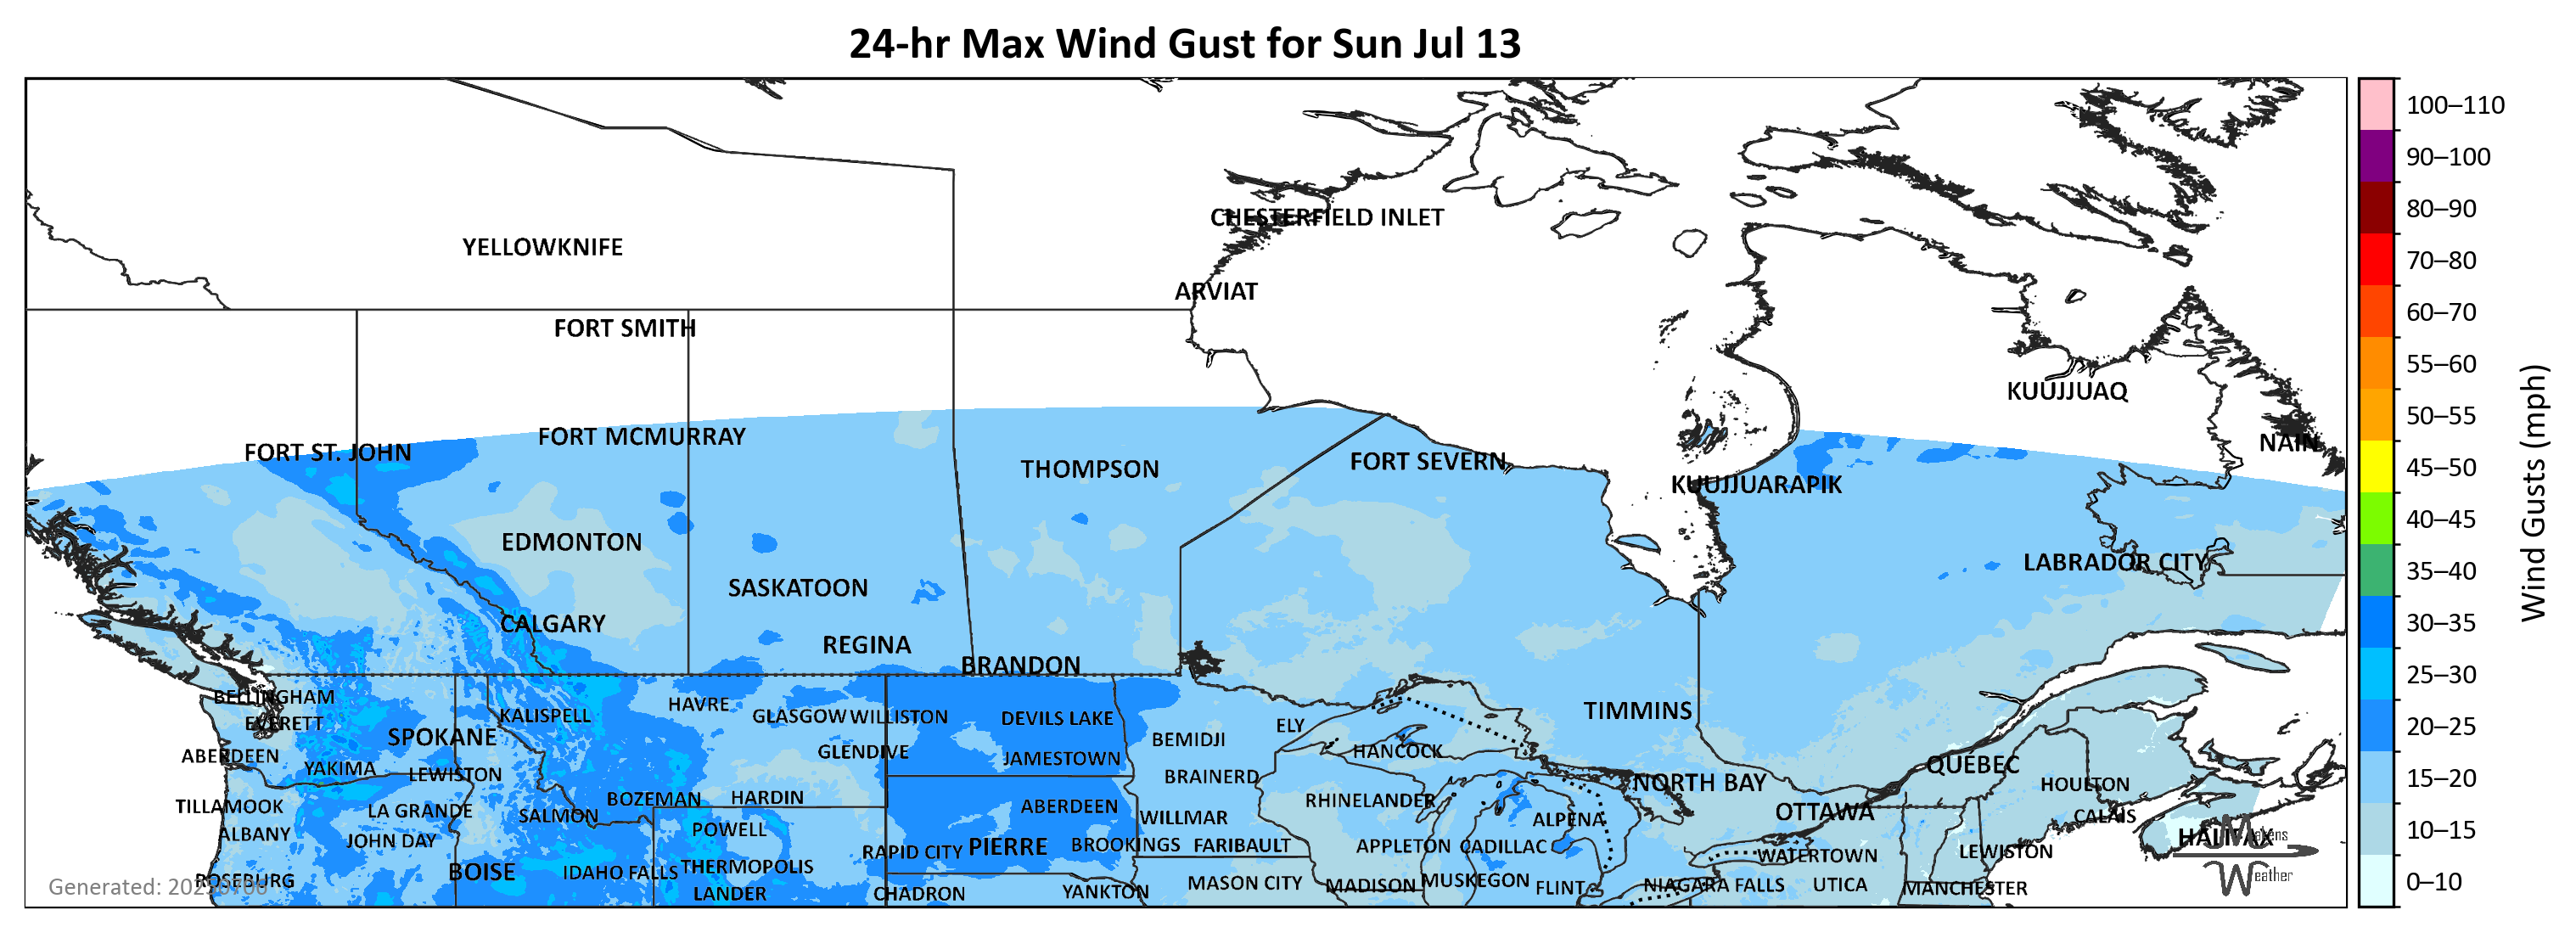 24-hr Max Wind Gust for Sun Jul 13
100–110
90–100
CHESTERFIELD INLET
80–90
YELLOWKNIFE
70–80
ARVIAT
60–70
FORT SMITH
55–60
KUUJJUAQ
50–55
FORT MCMURRAY
NAIN
FORT ST. JOHN
45–50
FORT SEVERN
THOMPSON
KUUJJUARAPIK
Wind Gusts (mph)
40–45
EDMONTON
LABRADOR CITY
35–40
SASKATOON
CALGARY
30–35
REGINA
BRANDON
25–30
BELLINGHAM
HAVRE
TIMMINS
KALISPELL
GLASGOW
WILLISTON
DEVILS LAKE
EVERETT
ELY
20–25
SPOKANE
BEMIDJI
GLENDIVE
HANCOCK
ABERDEEN
JAMESTOWN
QUEBEC
YAKIMA
LEWISTON
BRAINERD
15–20
NORTH BAY
HOULTON
BOZEMAN
HARDIN
RHINELANDER
TILLAMOOK
LA GRANDE
ABERDEEN
OTTAWA
SALMON
WILLMAR
ALPENA
CALAIS
10–15
POWELL
ALBANY
HALIFAX
Makens
JOHN DAY
RAPID CITY
PIERRE
BROOKINGS
FARIBAULT
APPLETON
CADILLAC
WATERTOWN
LEWISTON
THERMOPOLIS
BOISE
IDAHO FALLS
Weather
ROSEBURG
MASON CITY
MADISON
MUSKEGON
FLINT
NIAGARA FALLS
UTICA
MANCHESTER
0–10
LANDER
CHADRON
YANKTON
Generated: